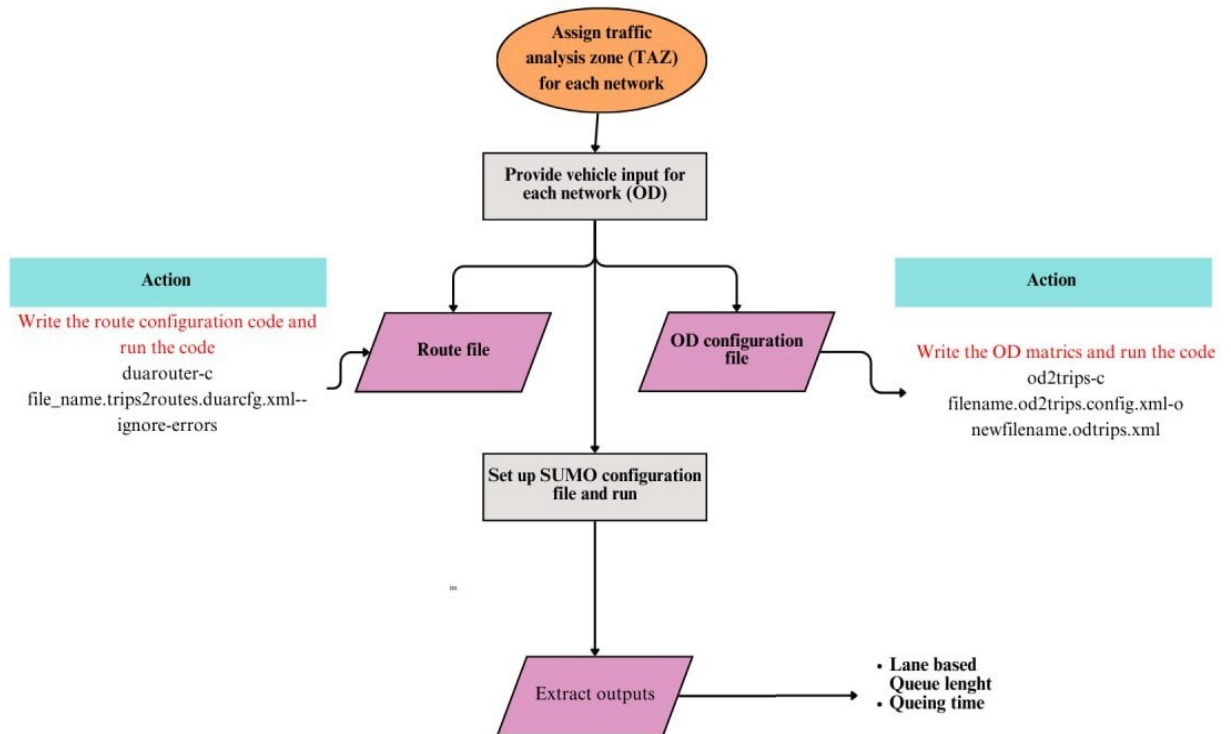 Assign traffic
analysis zone (TAZ)
for each network
Provide vehicle input for
each network (OD)
Action
Write the route configuration code and
run the code
duarouter-c
file_name.trips2routes.duarcfg.xml--
ignore-errors
Route file
OD configuration
file
Action
Write the OD matrics and run the code
od2trips-c
filename.od2trips.config.xml-o
newfilename.odtrips.xml
Set up SUMO configuration
file and run
im
Extract outputs
• Lane based
Queue lenght
• Queing time